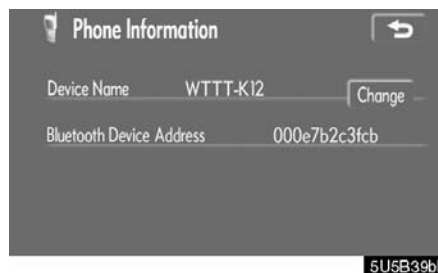 Phone Information
Device Name WTTT-K12 Change
Bluetooth Device Address 000e7b2c3fcb
5U5B39b